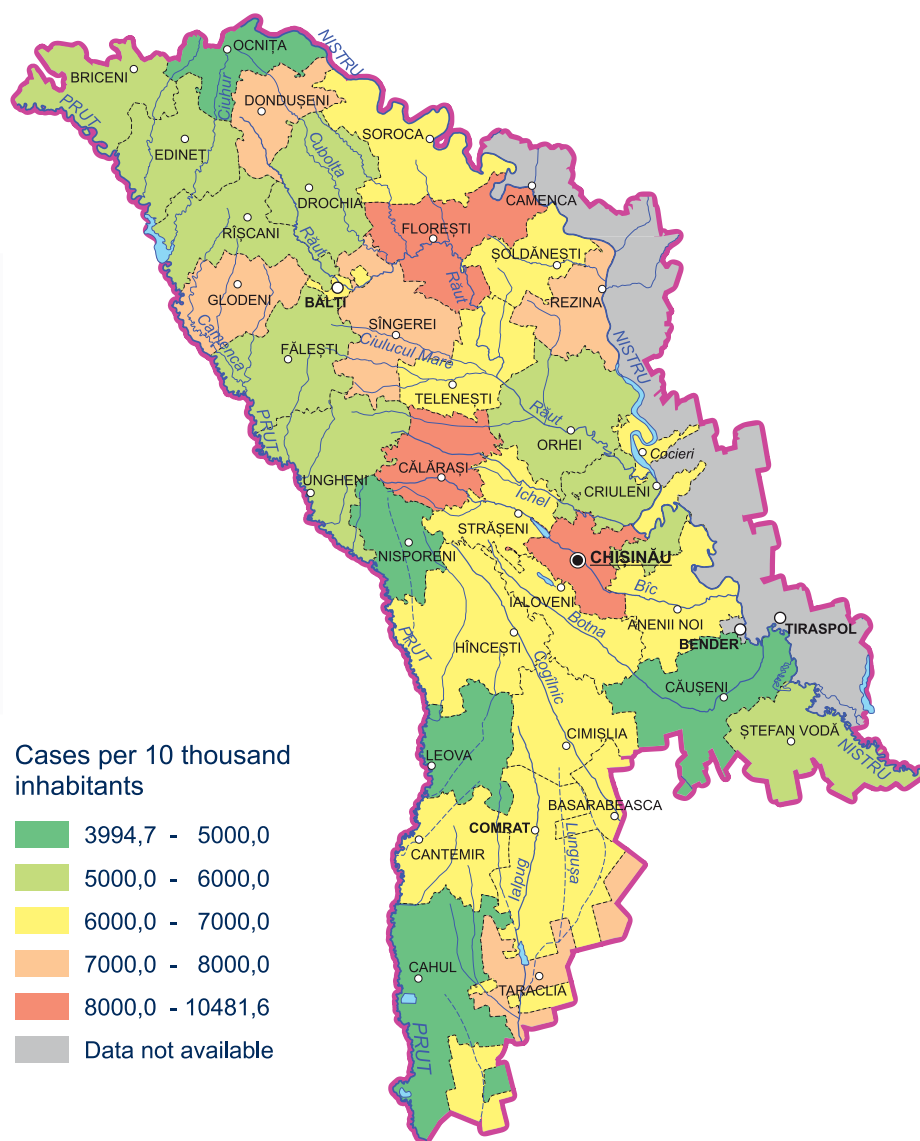 OCNIȚA
NISTRU
BRICENI
Ciuhur
PRUT
DONDUȘENI
SOROCA
EDINEȚ
Cubolta
CAMENCA
DROCHIA
RÎȘCANI
FLOREȘTI
Răut
ȘOLDĂNEȘTI
GLODENI
BĂLȚI
Răut
REZINA
SÎNGEREI
Camenca
Ciulucul Mare
NISTRU
FĂLEȘTI
TELENEȘTI
PRUT
Răut
ORHEI
Cocieri
CĂLĂRAȘI
UNGHENI
CRIULENI
Ichel
STRĂȘENI
NISPORENI
CHIȘINĂU
IALOVENI
Bîc
Botna
ANENII NOI
TIRASPOL
BENDER
PRUT
HÎNCEȘTI
Cogîlnic
CĂUȘENI
ȘTEFAN VODĂ
NISTRU
CIMIȘLIA
LEOVA
BASARABEASCA
COMRAT
CANTEMIR
Ialpug
Lungușa
CAHUL
TARACLIA
PRUT
Cases per 10 thousand
inhabitants
3994,7 - 5000,0
5000,0 - 6000,0
6000,0 - 7000,0
7000,0 - 8000,0
8000,0 - 10481,6
Data not available